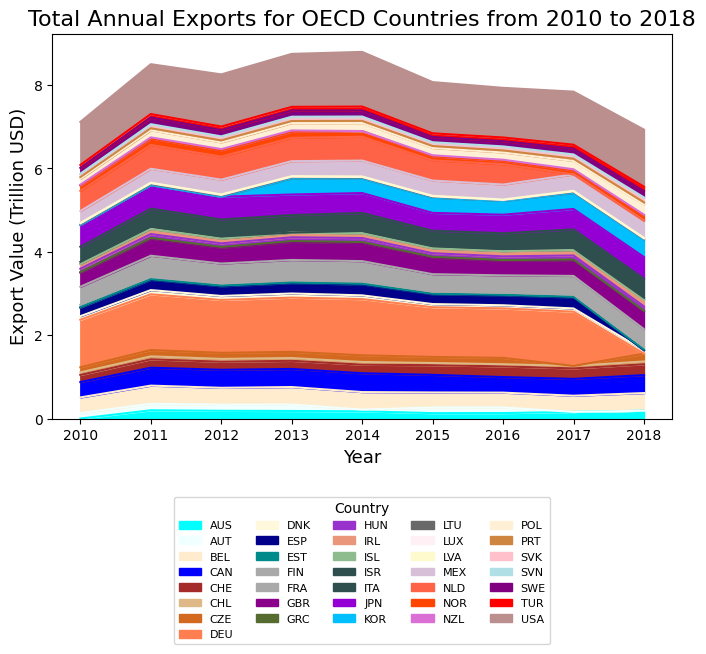 Total Annual Exports for OECD Countries from 2010 to 2018
Export Value (Trillion USD)
8
6
4
2
0
2010 2011 2012 2013 2014 2015 2016 2017 2018
Year
Country
AUS DNK HUN LTU POL
AUT ESP IRL LUX PRT
BEL EST ISL LVA SVK
CAN FIN ISR MEX SVN
CHE FRA ITA NLD SWE
CHL GBR JPN NOR TUR
CZE GRC KOR NZL USA
DEU